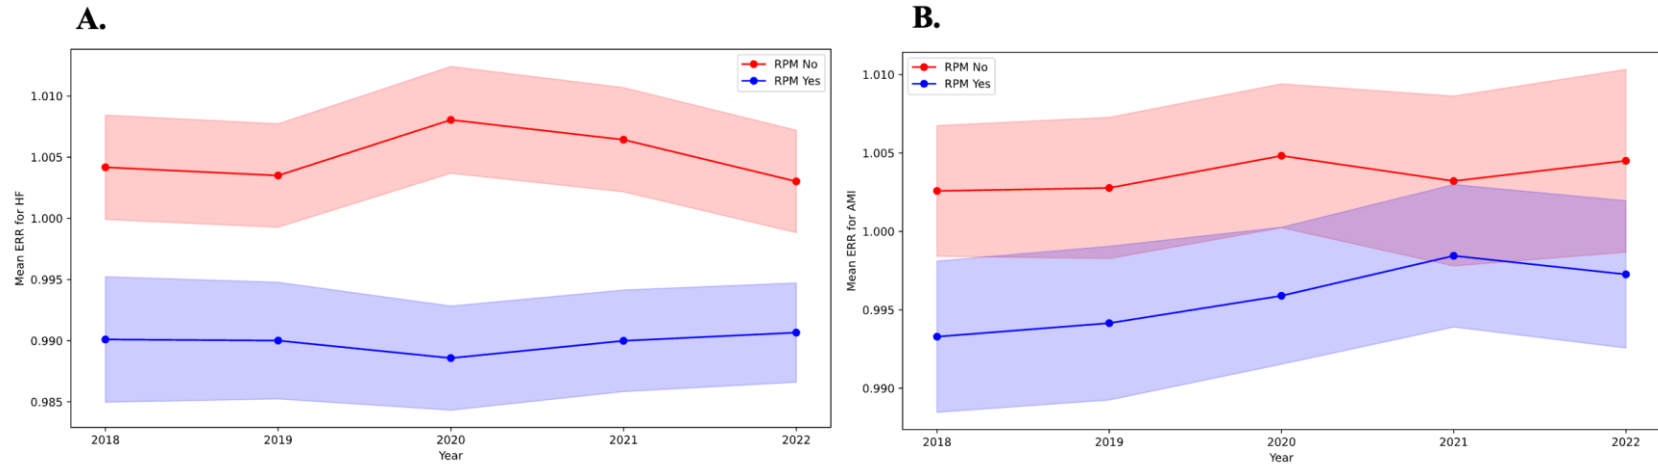 A.
RPM No
RPM Yes
1.010
1.005
1.000
0.995
0.990
0.985
Mean ERR for HF
2018 2019 2020 2021 2022
Year
B.
RPM No
RPM Yes
1.010
1.005
1.000
0.995
0.990
Mean ERR for AMI
2018 2019 2020 2021 2022
Year